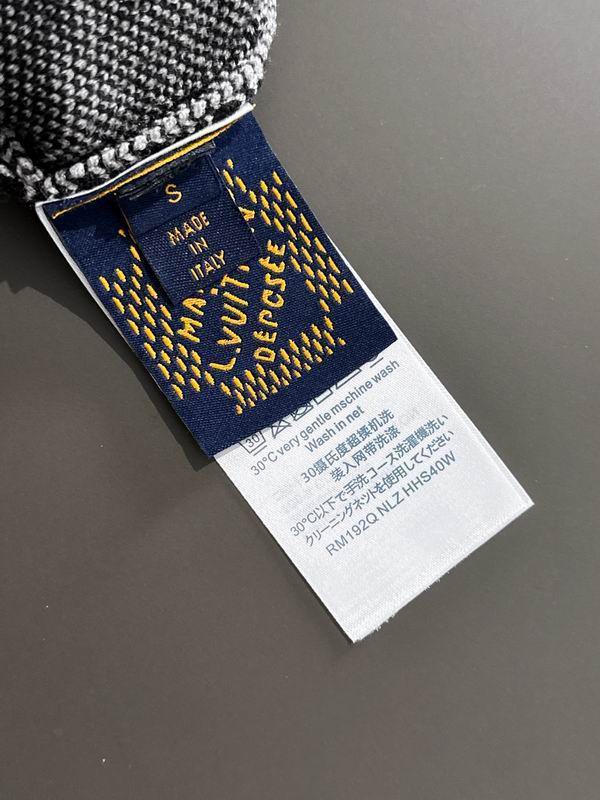 S
MADE
IN
ITALY
L.VUIT
DEPOSÉE
30
30°C very gentle mschine wash
Wash in net
30摄氏度超揉机洗
装入网带洗涤
30℃以下で手洗コース洗濯機洗い
クリーニングネットを使用してください
RM192Q NLZ HHS40W